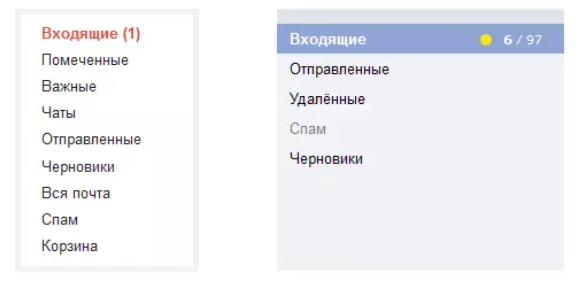 Входящие (1)
Помеченные
Важные
Чаты
Отправленные
Черновики
Вся почта
Спам
Корзина
Входящие 6 / 97
Отправленные
Удалённые
Спам
Черновики